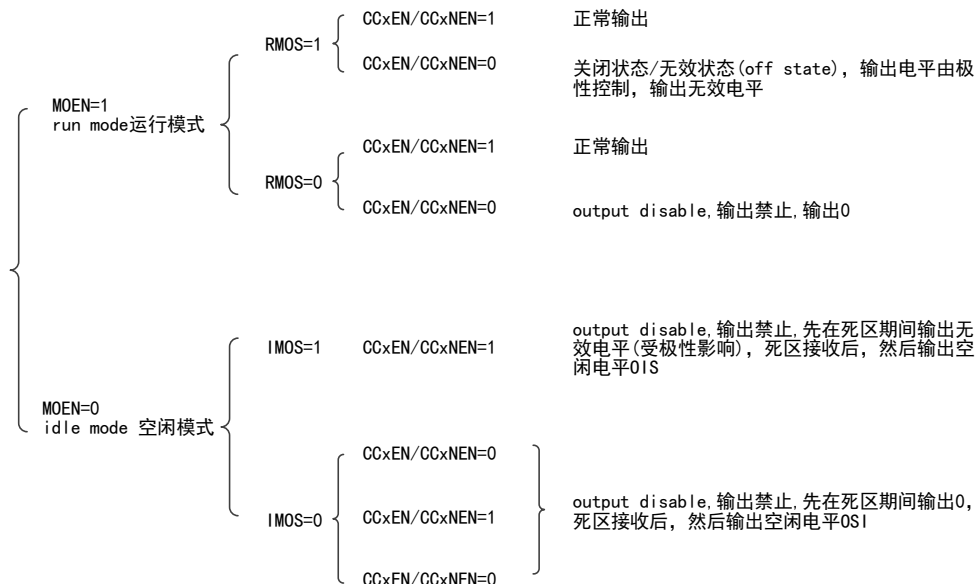 CCxEN/CCxNEN=1 正常输出
RMOS=1
CCxEN/CCxNEN=0 关闭状态/无效状态(off state)，输出电平由极
性控制，输出无效电平
MOEN=1
run mode运行模式
CCxEN/CCxNEN=1 正常输出
RMOS=0
CCxEN/CCxNEN=0 output disable,输出禁止,输出0
IMOS=1 CCxEN/CCxNEN=1 output disable,输出禁止,先在死区期间输出无
效电平(受极性影响)，死区接收后，然后输出空
闲电平OIS
MOEN=0
idle mode 空闲模式
CCxEN/CCxNEN=0
IMOS=0 CCxEN/CCxNEN=1 output disable,输出禁止,先在死区期间输出0，
死区接收后，然后输出空闲电平OSI
CCxEN/CCxNEN=0